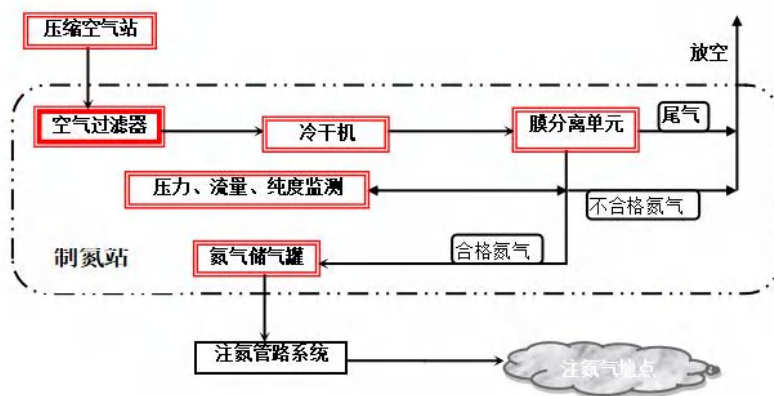 压缩空气站
放空
空气过滤器
冷干机
膜分离单元
尾气
压力、流量、纯度监测
不合格氮气
制氮站
氮气储气罐
合格氮气
注氮管路系统
注氮气地点